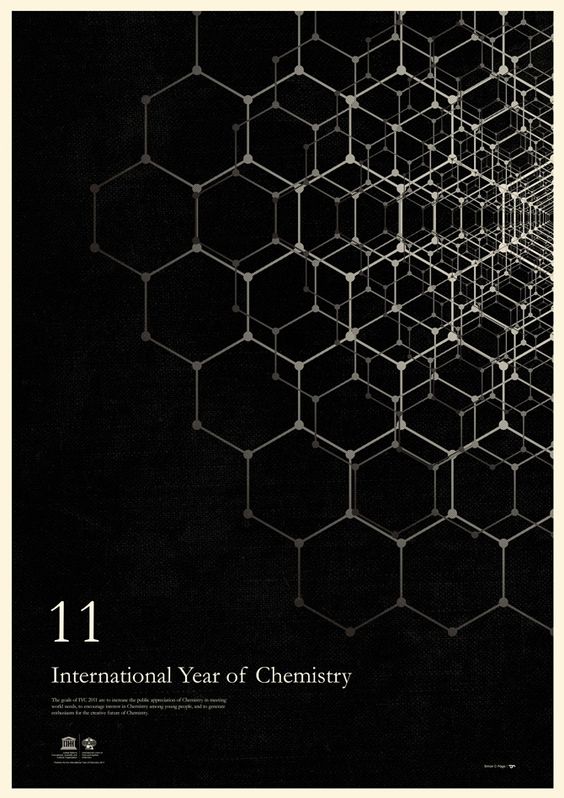 11
International Year of Chemistry
The goals of IYC 2011 are to increase the public appreciation of Chemistry in meeting
world needs, to encourage interest in Chemistry among young people, and to generate
enthusiasm for the creative future of Chemistry.
Simon C Page